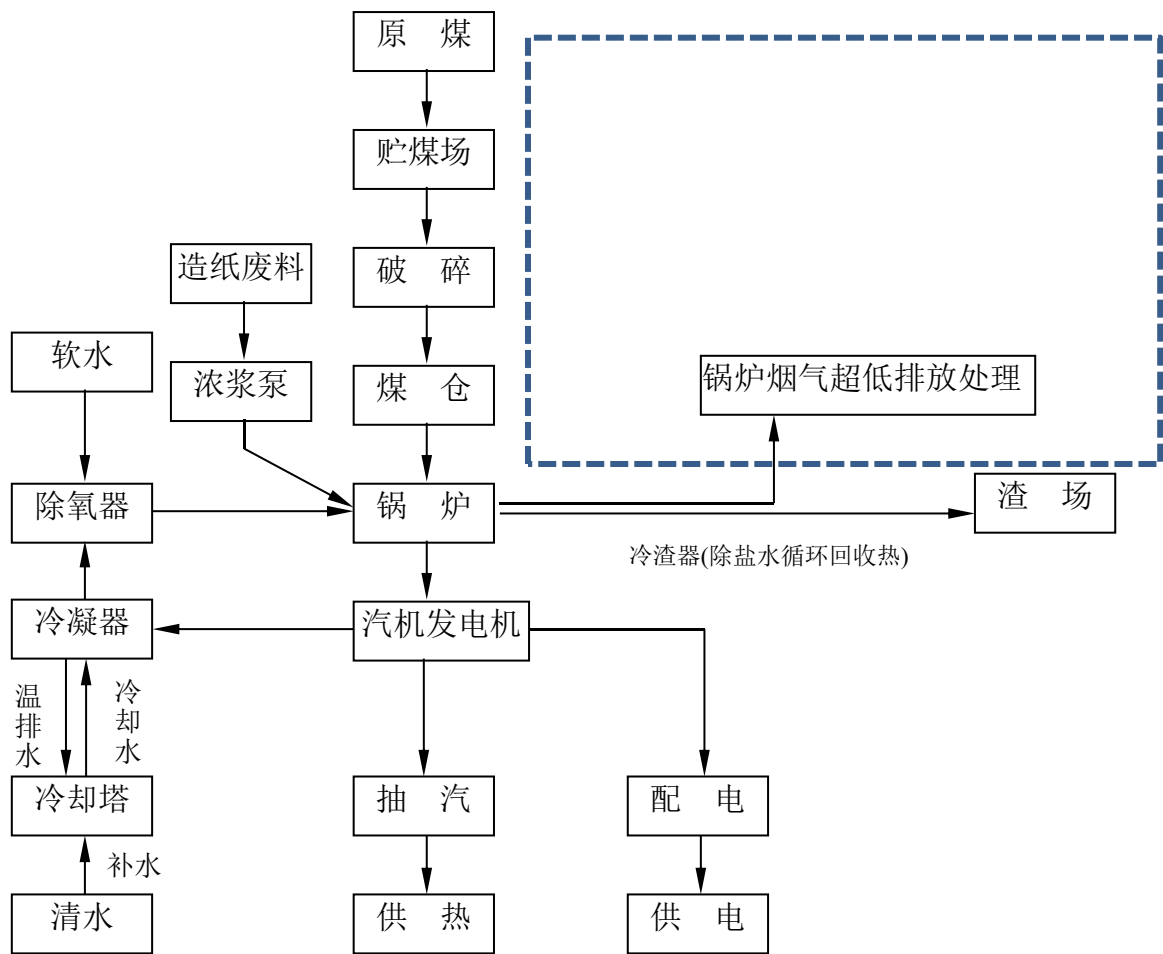 原 煤
贮煤场
造纸废料
破 碎
软水
浓浆泵
煤 仓
锅炉烟气超低排放处理
除氧器
锅 炉
渣 场
冷渣器(除盐水循环回收热)
冷凝器
汽机发电机
温排水
冷却水
冷却塔
抽 汽
配 电
补水
清水
供 热
供 电